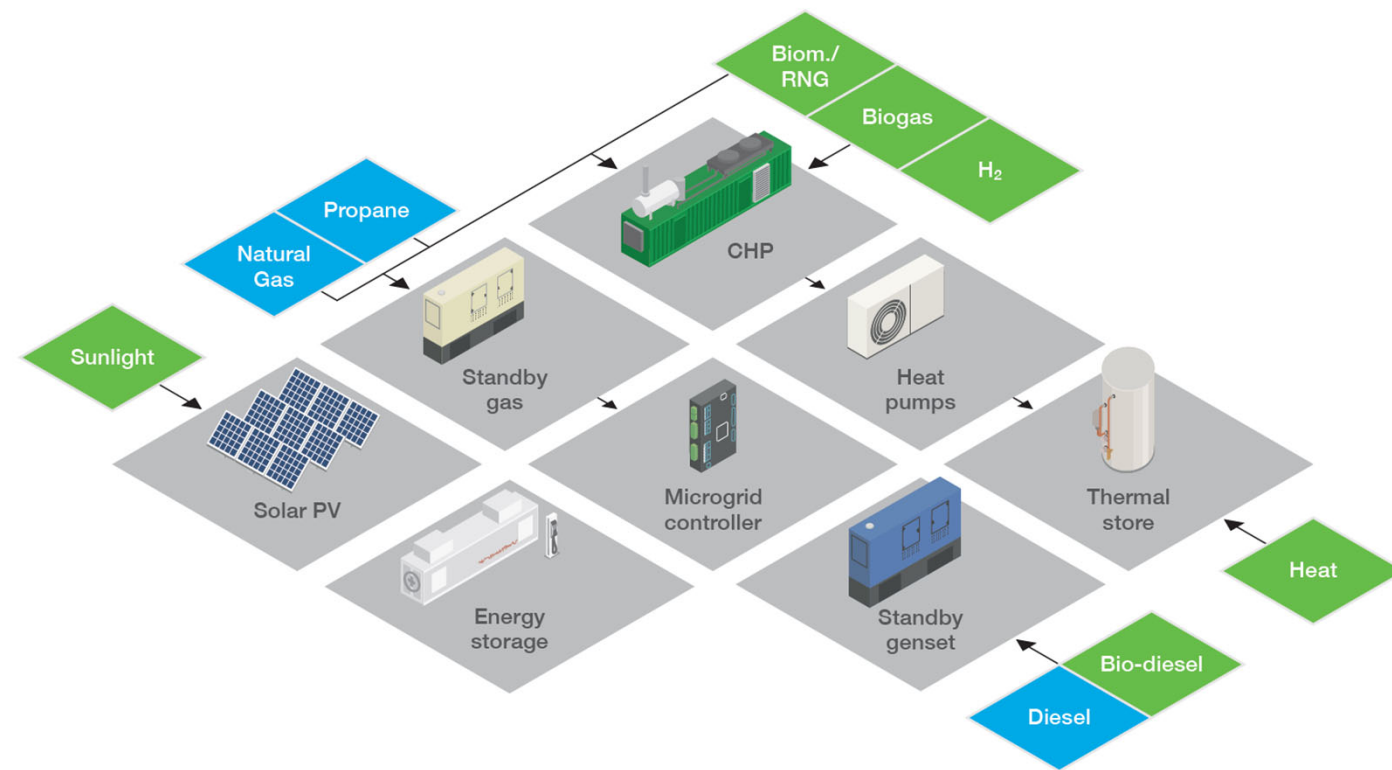 Biom./
RNG
Biogas
H₂
Propane
Natural
Gas
CHP
Sunlight
Standby
gas
Heat
pumps
Solar PV
Microgrid
controller
Thermal
store
Energy
storage
Standby
genset
Heat
Bio-diesel
Diesel